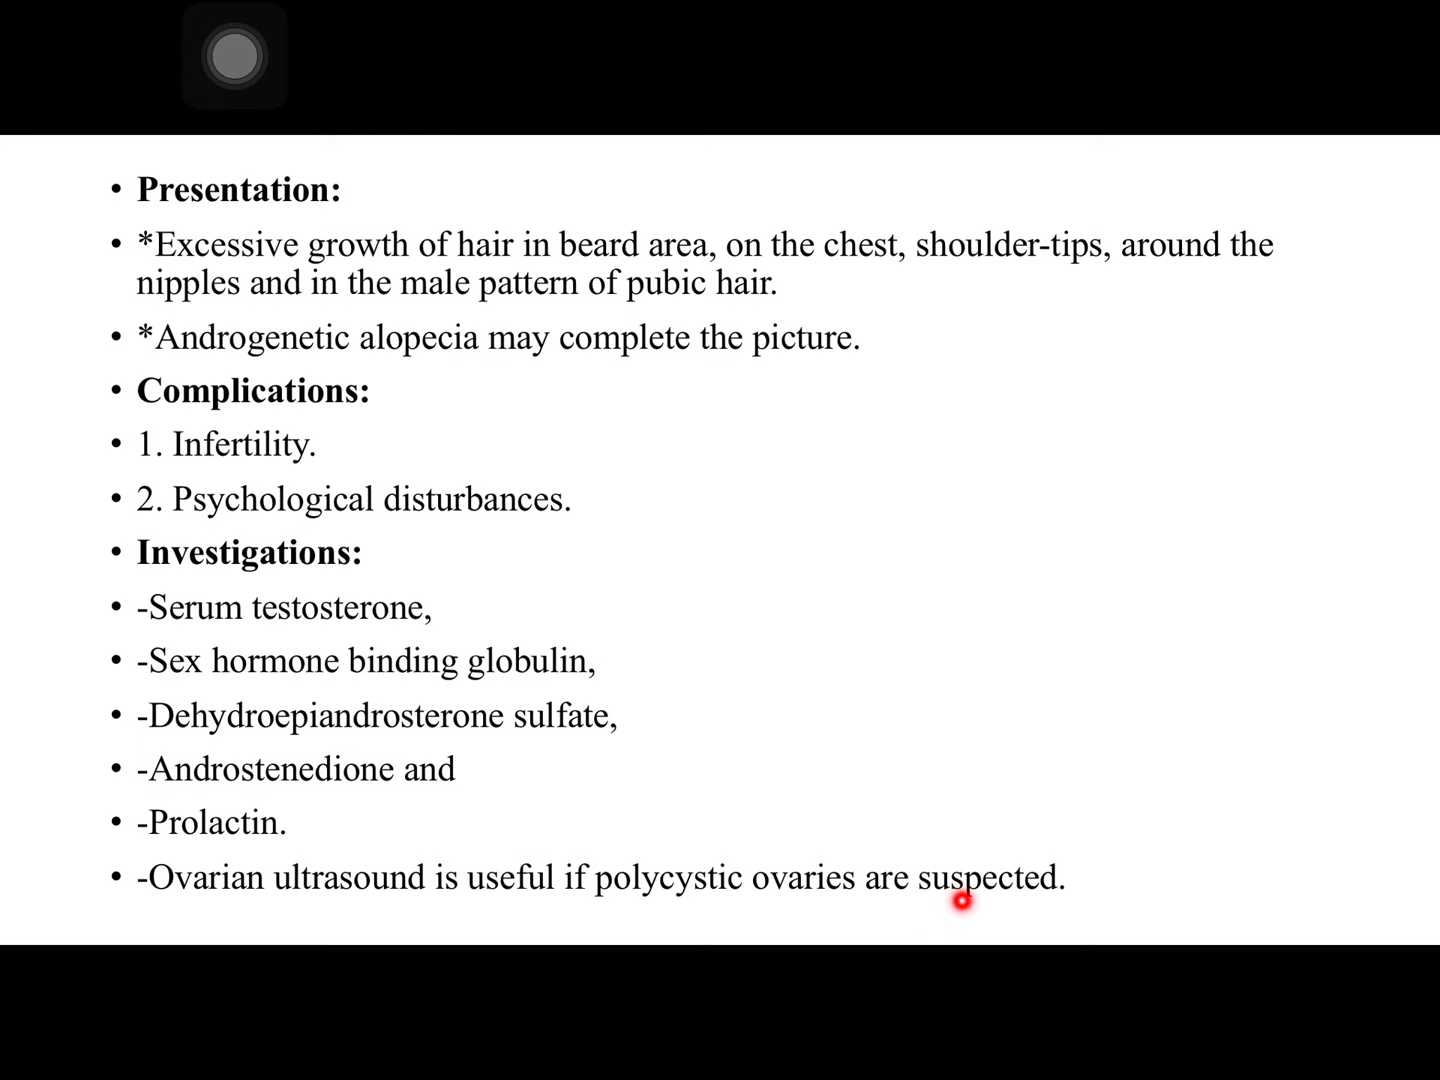 • Presentation:
• *Excessive growth of hair in beard area, on the chest, shoulder-tips, around the
nipples and in the male pattern of pubic hair.
• *Androgenetic alopecia may complete the picture.
• Complications:
• 1. Infertility.
• 2. Psychological disturbances.
• Investigations:
• -Serum testosterone,
• -Sex hormone binding globulin,
• -Dehydroepiandrosterone sulfate,
• -Androstenedione and
• -Prolactin.
• -Ovarian ultrasound is useful if polycystic ovaries are suspected.